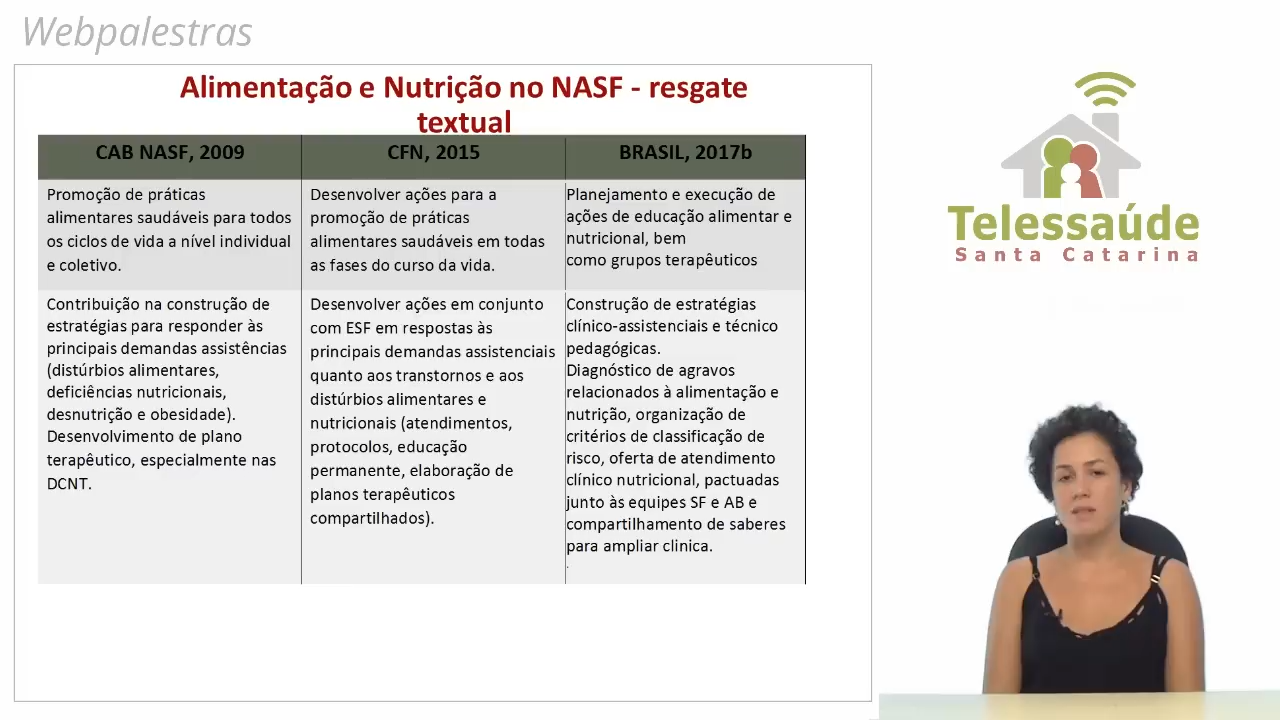 Webpalestras
Alimentação e Nutrição no NASF - resgate
textual
CAB NASF, 2009
CFN, 2015
BRASIL, 2017b
Promoção de práticas
alimentares saudáveis para todos
os ciclos de vida a nível individual
e coletivo.
Desenvolver ações para a
promoção de práticas
alimentares saudáveis em todas
as fases do curso da vida.
Planejamento e execução de
ações de educação alimentar e
nutricional, bem
como grupos terapêuticos
Contribuição na construção de
estratégias para responder às
principais demandas assistências
(distúrbios alimentares,
deficiências nutricionais,
desnutrição e obesidade).
Desenvolvimento de plano
terapêutico, especialmente nas
DCNT.
Desenvolver ações em conjunto
com ESF em respostas às
principais demandas assistenciais
quanto aos transtornos e aos
distúrbios alimentares e
nutricionais (atendimentos,
protocolos, educação
permanente, elaboração de
planos terapêuticos
compartilhados).
Construção de estratégias
clínico-assistenciais e técnico
pedagógicas.
Diagnóstico de agravos
relacionados à alimentação e
nutrição, organização de
critérios de classificação de
risco, oferta de atendimento
clínico nutricional, pactuadas
junto às equipes SF e AB e
compartilhamento de saberes
para ampliar clinica.
.
Telessaúde
Santa Catarina